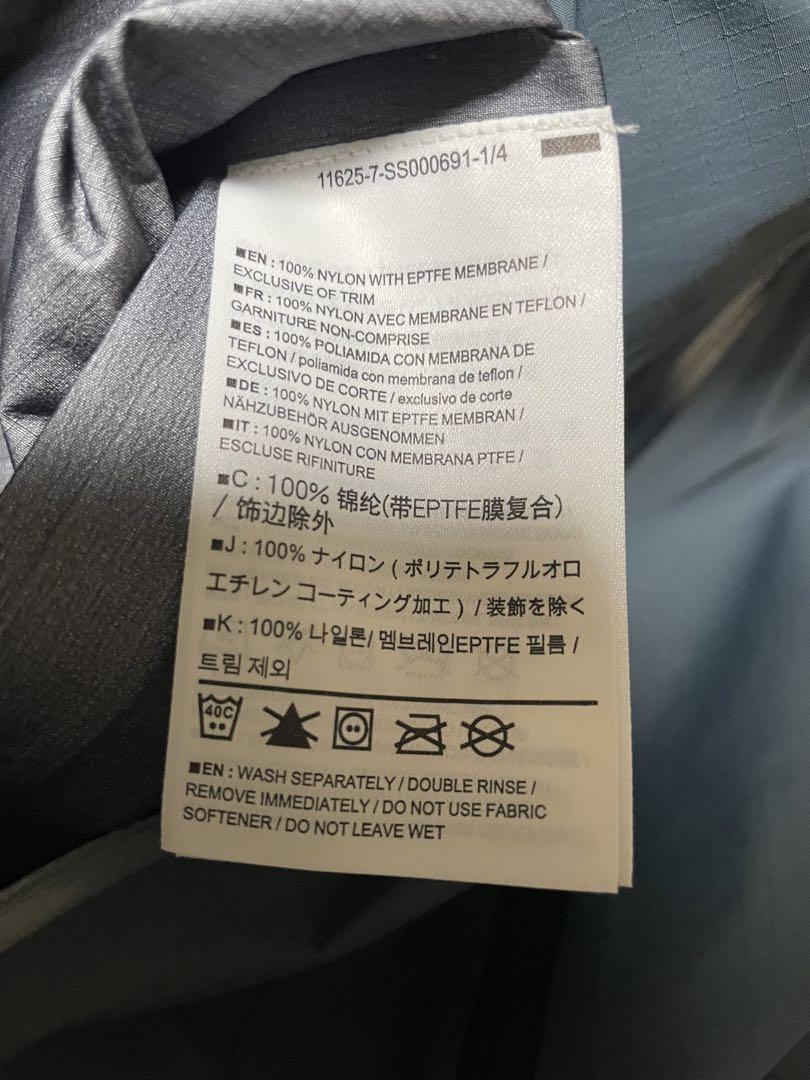 11625-7-SS000691-1/4
■EN : 100% NYLON WITH EPTFE MEMBRANE /
EXCLUSIVE OF TRIM
■FR : 100% NYLON AVEC MEMBRANE EN TEFLON /
GARNITURE NON-COMPRISE
■ES : 100% POLIAMIDA CON MEMBRANA DE
TEFLON / poliamida con membrana de teflon /
EXCLUSIVO DE CORTE / exclusivo de corte
■DE : 100% NYLON MIT EPTFE MEMBRAN /
NÄHZUBEHÖR AUSGENOMMEN
■IT : 100% NYLON CON MEMBRANA PTFE /
ESCLUSE RIFINITURE
■C : 100% 锦纶(带EPTFE膜复合)
/ 饰边除外
■J : 100% ナイロン ( ポリテトラフルオロ
エチレン コーティング加工 ) / 装飾を除く
■K : 100% 나일론/ 멤브레인EPTFE 필름 /
트림 제외
40C
■EN : WASH SEPARATELY / DOUBLE RINSE /
REMOVE IMMEDIATELY / DO NOT USE FABRIC
SOFTENER / DO NOT LEAVE WET